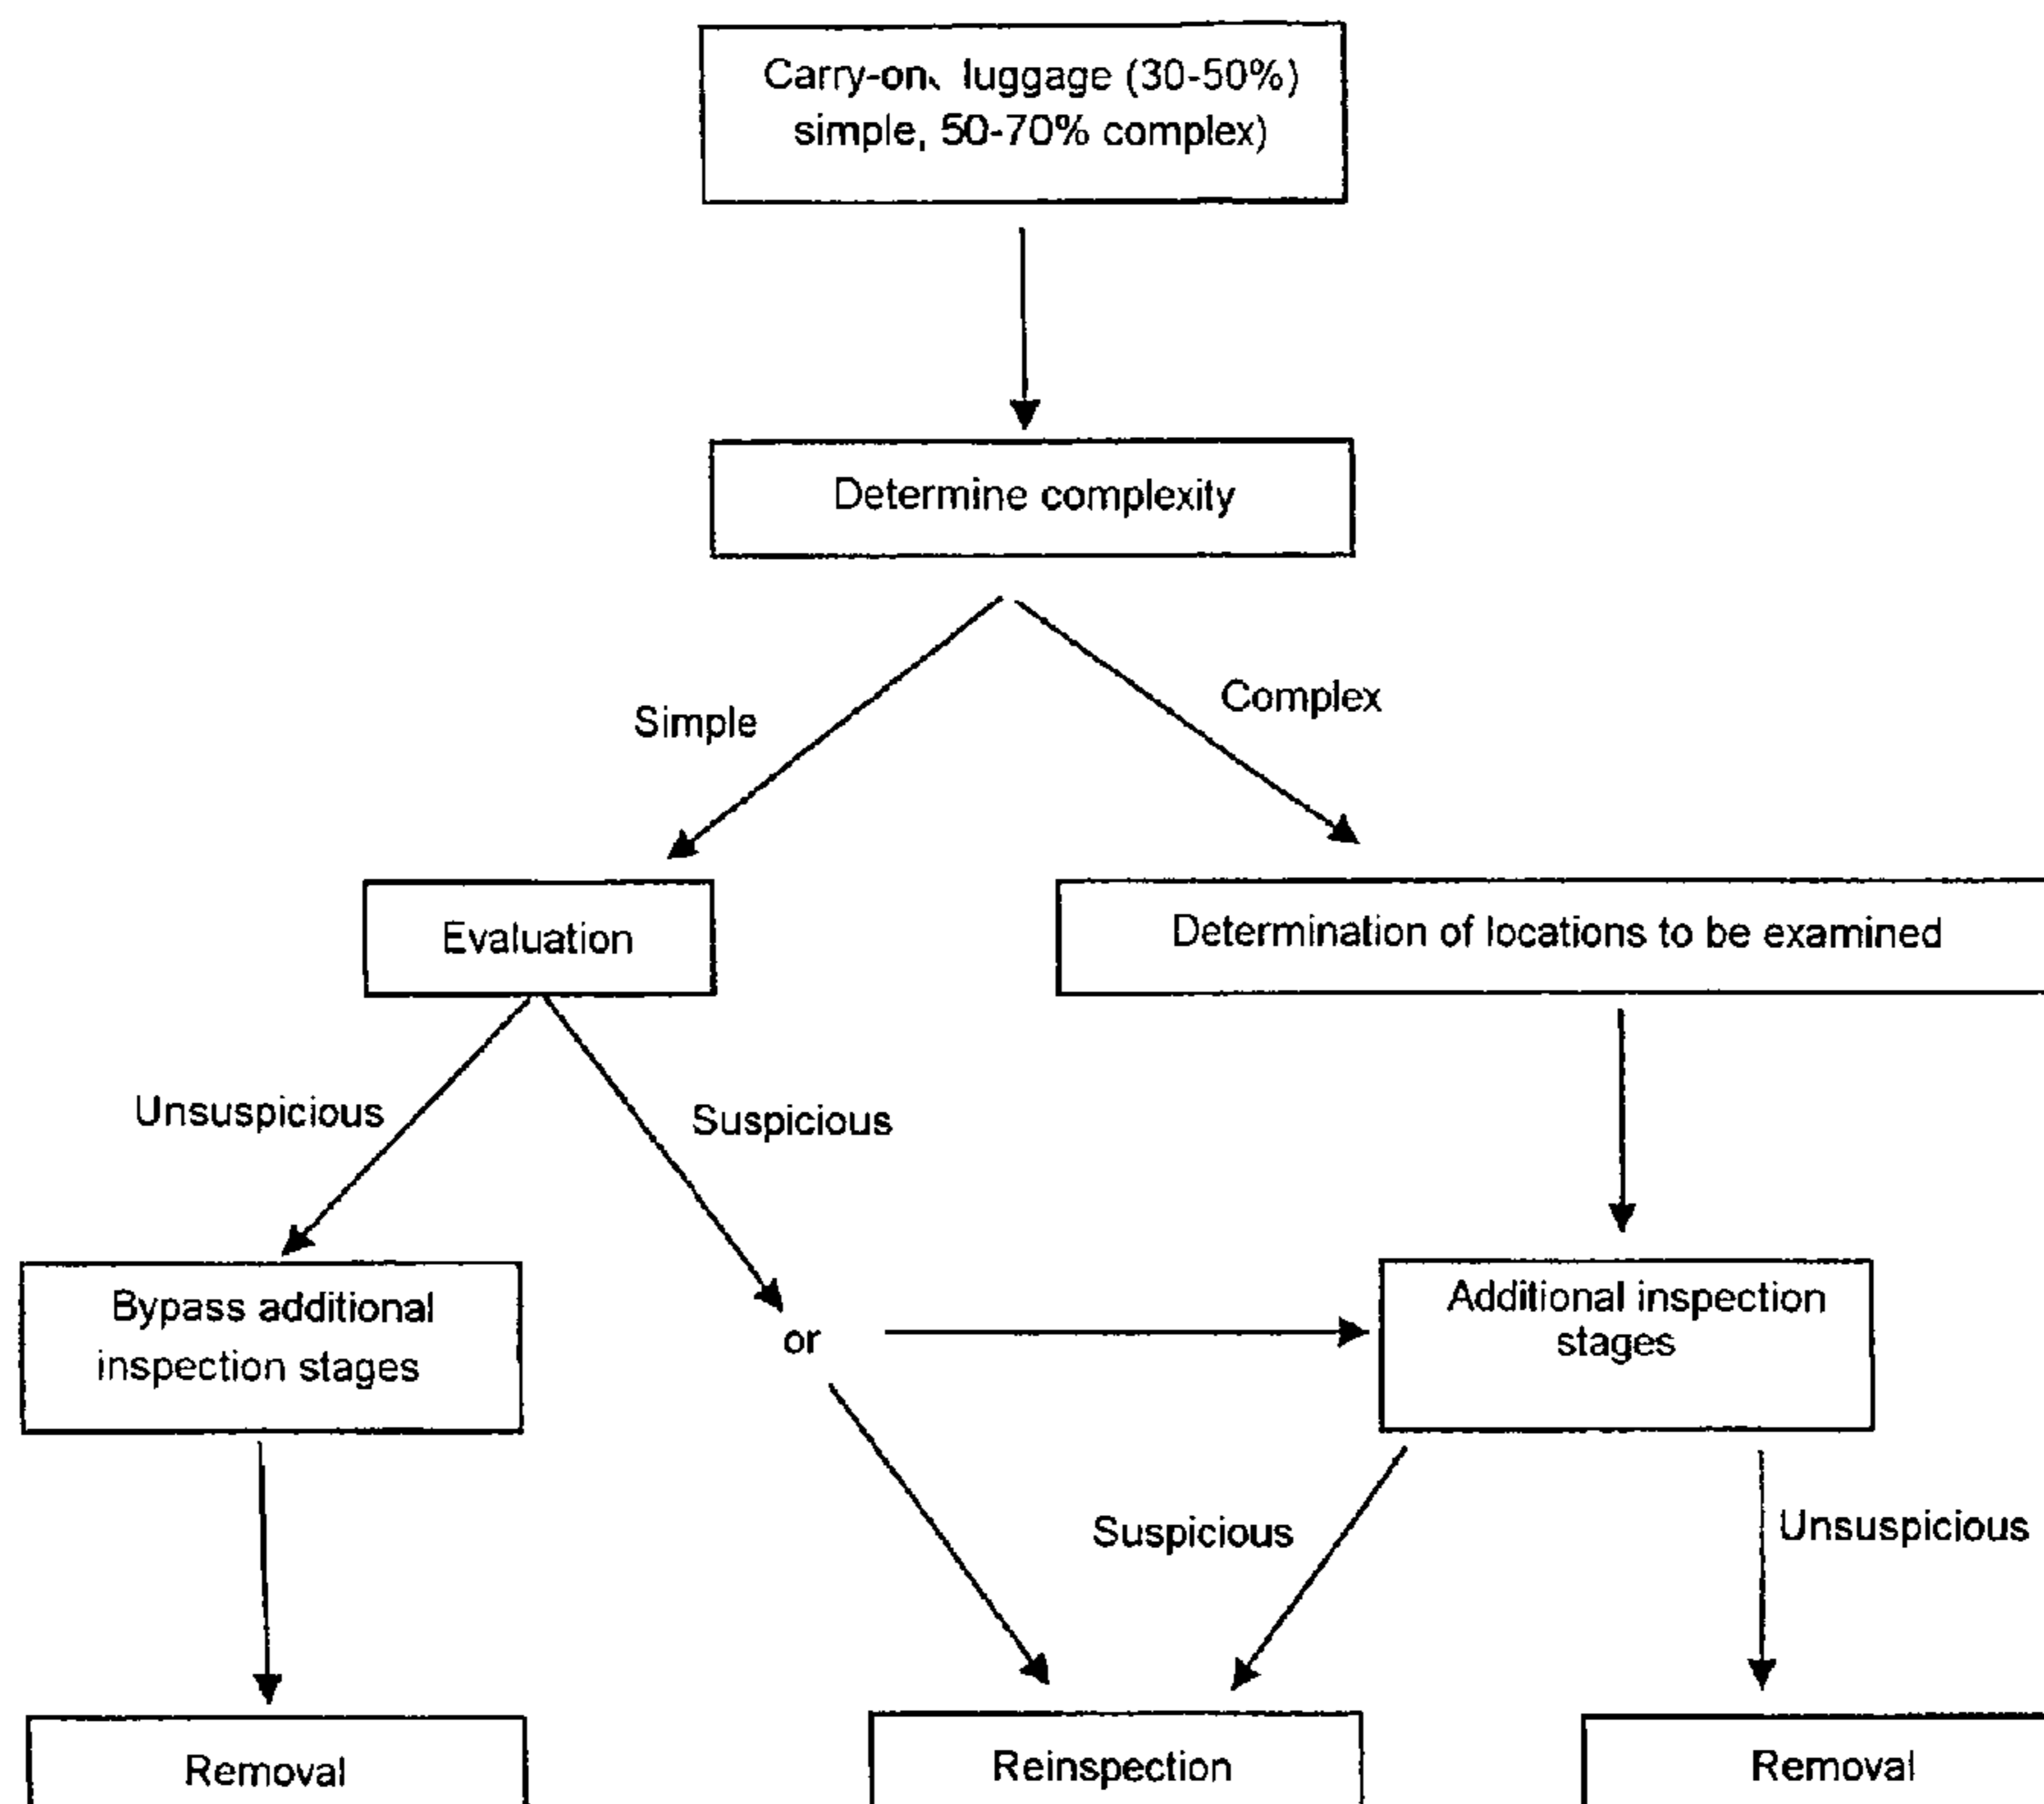 Carry-on、luggage (30-50%)
simple, 50-70% complex)
Determine complexity
Simple
Complex
Evaluation
Determination of locations to be examined
Unsuspicious
Suspicious
Bypass additional
inspection stages
or
Additional inspection
stages
Suspicious
Unsuspicious
Removal
Reinspection
Removal